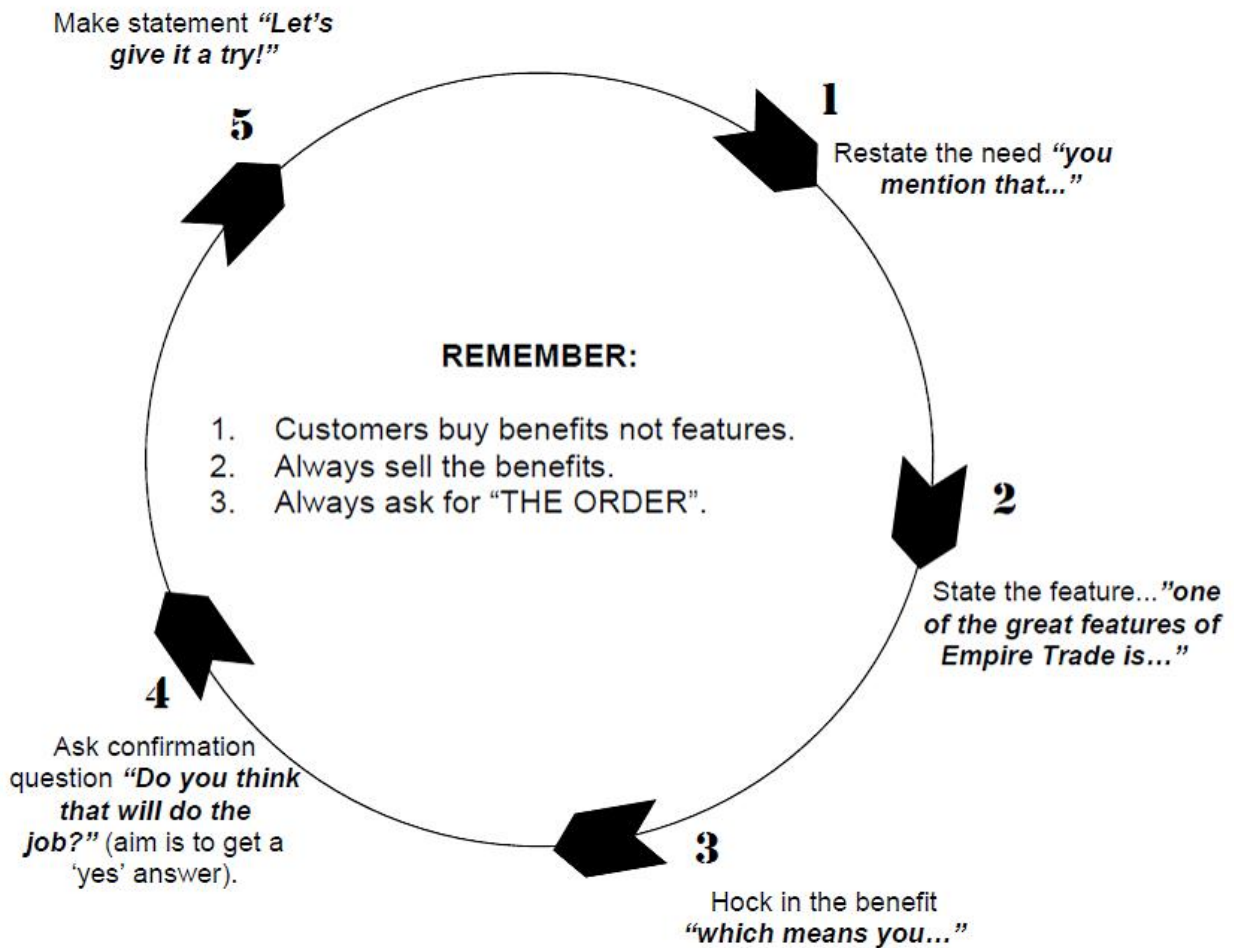 Make statement “Let’s
give it a try!”
5
1
Restate the need “you
mention that...”
REMEMBER:
1. Customers buy benefits not features.
2. Always sell the benefits.
3. Always ask for “THE ORDER”.
2
State the feature...”one
of the great features of
Empire Trade is…”
4
Ask confirmation
question “Do you think
that will do the
job?” (aim is to get a
‘yes’ answer).
3
Hock in the benefit
“which means you…”